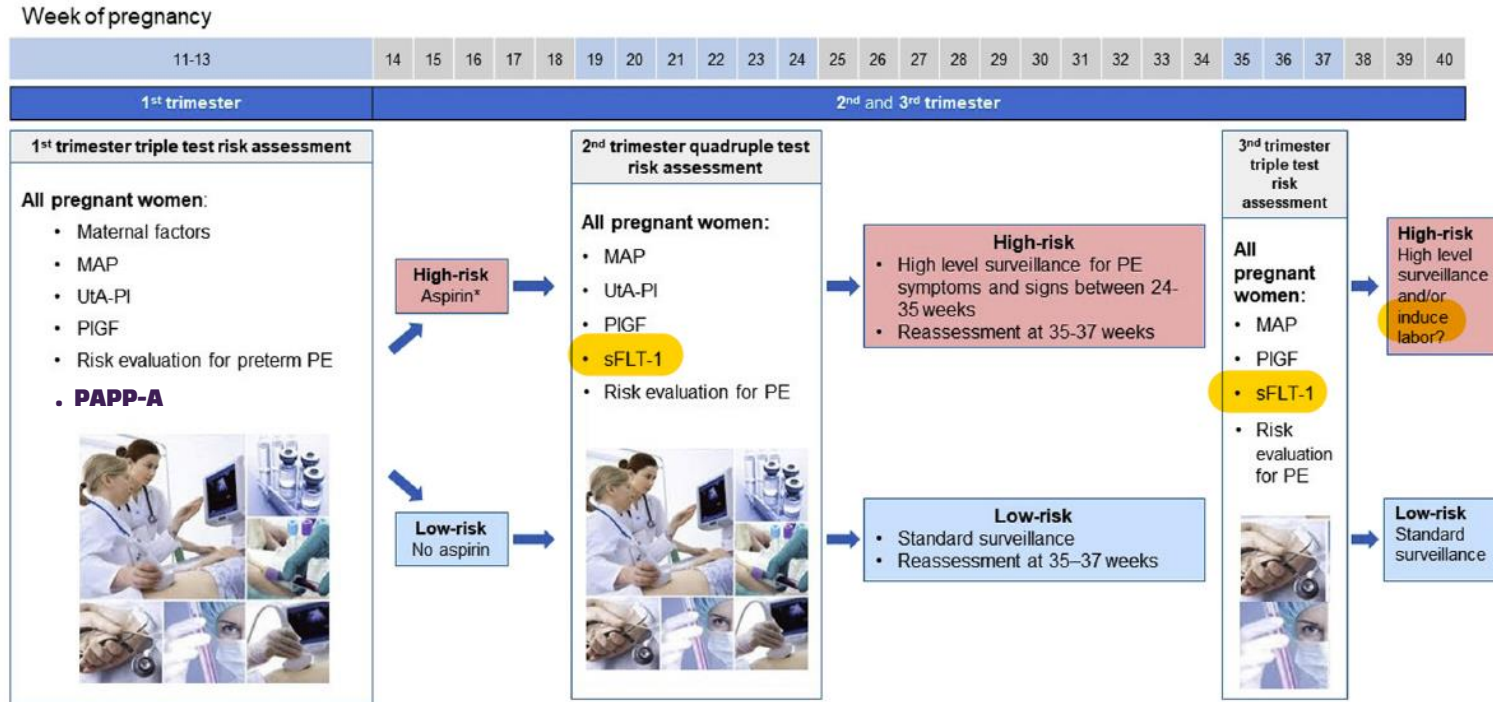 Week of pregnancy
11-13 14 15 16 17 18 19 20 21 22 23 24 25 26 27 28 29 30 31 32 33 34 35 36 37 38 39 40
1st trimester
2nd and 3rd trimester
1st trimester triple test risk assessment
All pregnant women:
• Maternal factors
• MAP
• UtA-PI
• PlGF
• Risk evaluation for preterm PE
. PAPP-A
High-risk
Aspirin*
Low-risk
No aspirin
2nd trimester quadruple test
risk assessment
All pregnant women:
• MAP
• UtA-PI
• PlGF
• sFLT-1
• Risk evaluation for PE
High-risk
• High level surveillance for PE
symptoms and signs between 24-
35 weeks
• Reassessment at 35-37 weeks
Low-risk
• Standard surveillance
• Reassessment at 35–37 weeks
3nd trimester
triple test
risk
assessment
All
pregnant
women:
• MAP
• PlGF
• sFLT-1
• Risk
evaluation
for PE
High-risk
High level
surveillance
and/or
induce
labor?
Low-risk
Standard
surveillance